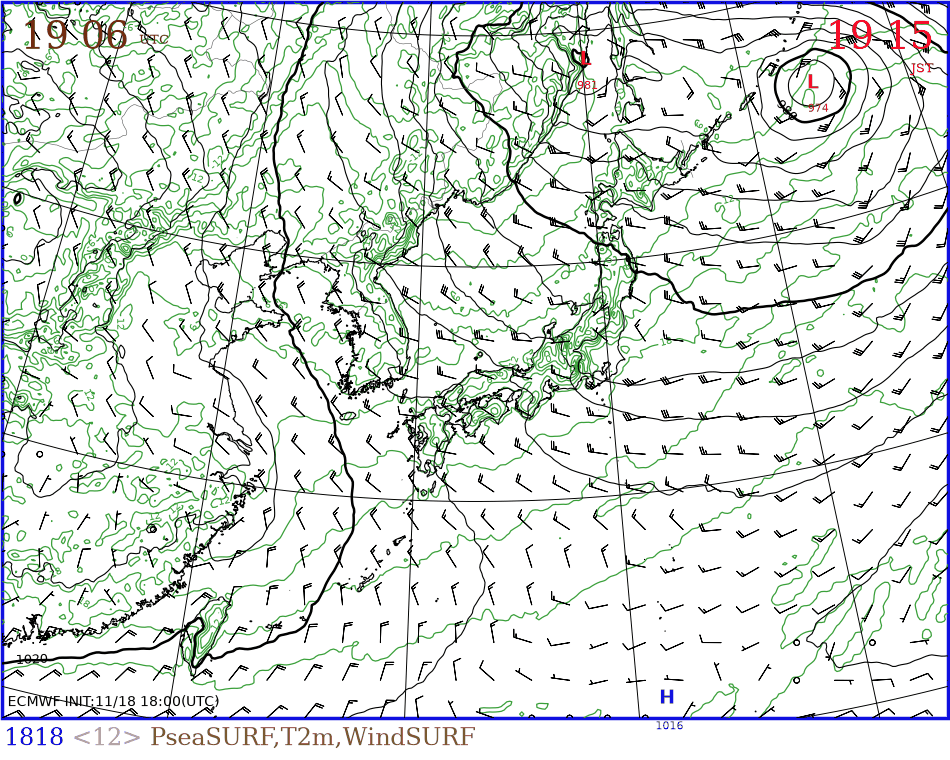 19 06 UTC
19 15 JST
L
981
L
974
1020
ECMWF INIT:11/18 18:00(UTC)
H
1016
1818 <12> PseaSURF,T2m,WindSURF